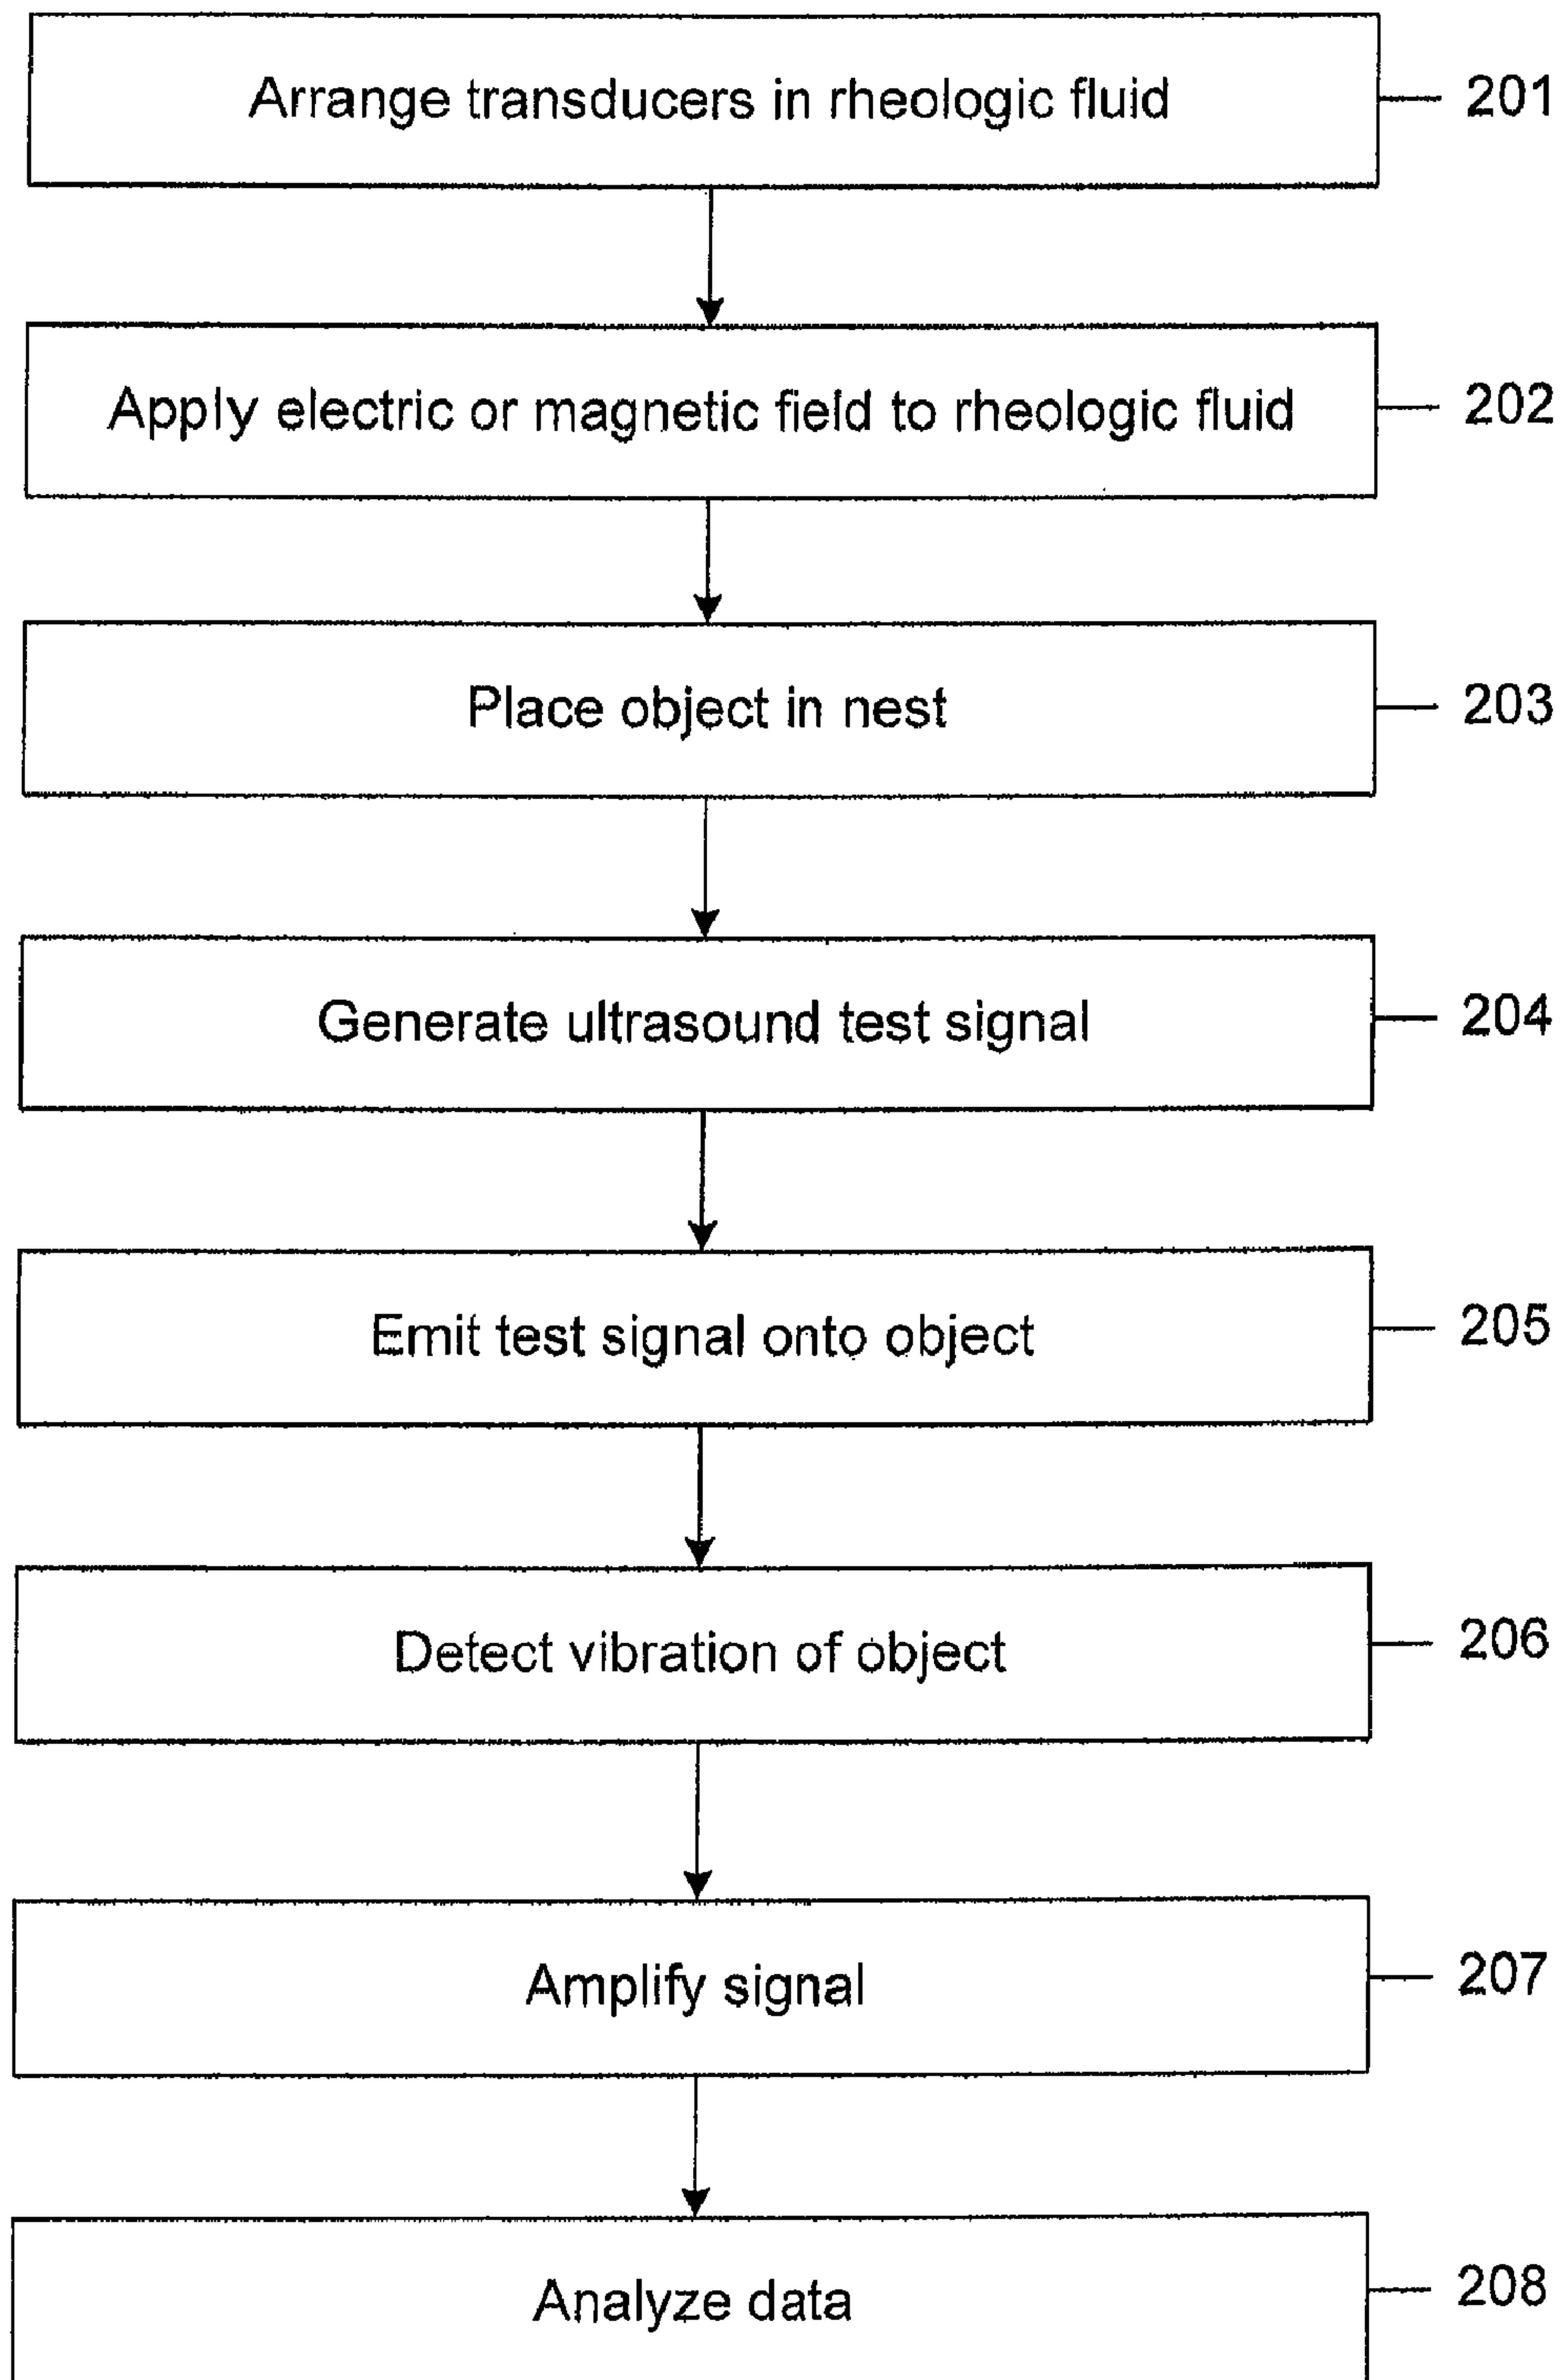 Arrange transducers in rheologic fluid 201
Apply electric or magnetic field to rheologic fluid 202
Place object in nest 203
Generate ultrasound test signal 204
Emit test signal onto object 205
Detect vibration of object 206
Amplify signal 207
Analyze data 208